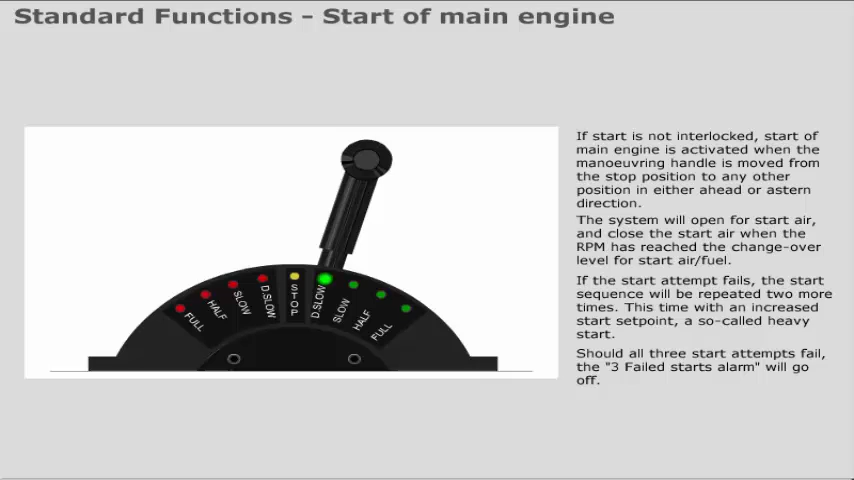 Standard Functions - Start of main engine
If start is not interlocked, start of
main engine is activated when the
manoeuvring handle is moved from
the stop position to any other
position in either ahead or astern
direction.
The system will open for start air,
and close the start air when the
RPM has reached the change-over
level for start air/fuel.
If the start attempt fails, the start
sequence will be repeated two more
times. This time with an increased
start setpoint, a so-called heavy
start.
Should all three start attempts fail,
the "3 Failed starts alarm" will go
off.
FULL
HALF
SLOW
D.SLOW
STOP
D.SLOW
SLOW
HALF
FULL